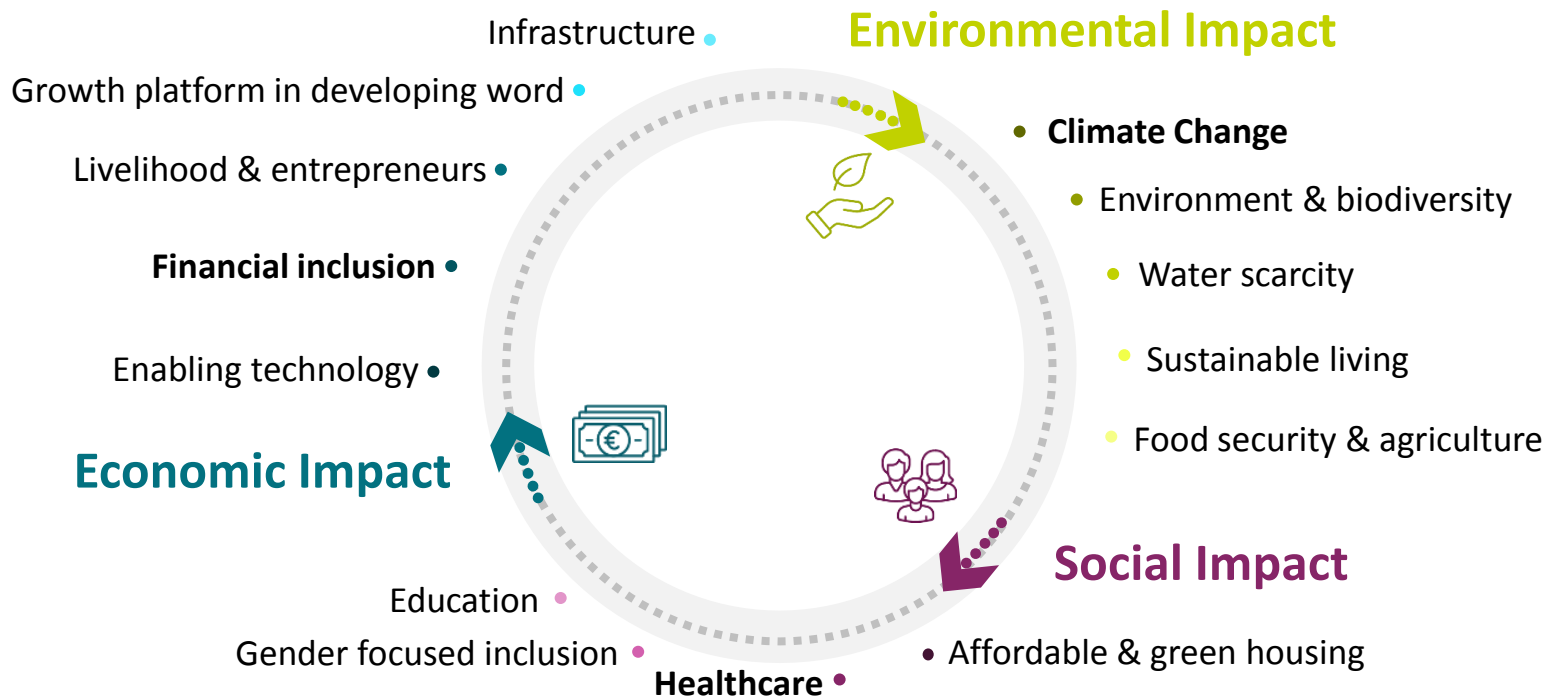 Infrastructure
Environmental Impact
Growth platform in developing word
Climate Change
Livelihood & entrepreneurs
Environment & biodiversity
Financial inclusion
Water scarcity
Enabling technology
Sustainable living
€
Food security & agriculture
Economic Impact
Social Impact
Education
Gender focused inclusion
Affordable & green housing
Healthcare